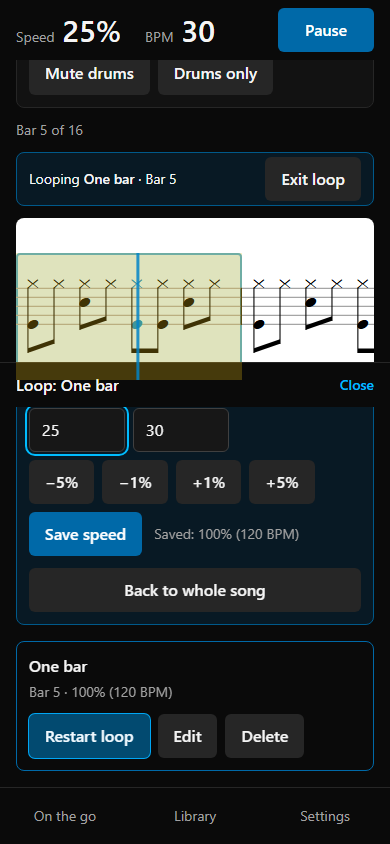 Speed 25% BPM 30 Pause
Mute drums Drums only
Bar 5 of 16
Looping One bar · Bar 5 Exit loop
Loop: One bar Close
25 30
−5% −1% +1% +5%
Save speed Saved: 100% (120 BPM)
Back to whole song
One bar
Bar 5 · 100% (120 BPM)
Restart loop Edit Delete
On the go Library Settings